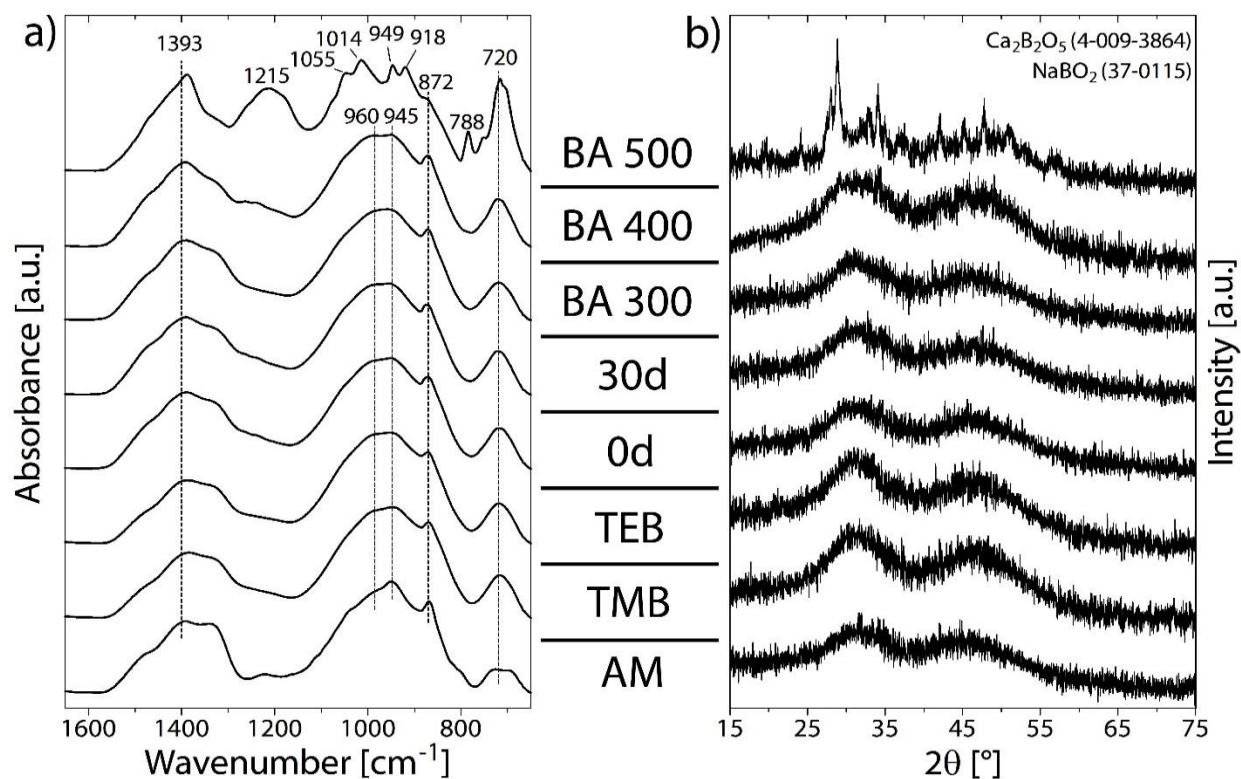 a)
1393
1215
1055
1014
949
918
872
960
945
788
720
Absorbance [a.u.]
1600 1400 1200 1000 800
Wavenumber [cm⁻¹]
BA 500
BA 400
BA 300
30d
0d
TEB
TMB
AM
b)
Ca₂B₂O₅ (4-009-3864)
NaBO₂ (37-0115)
Intensity [a.u.]
15 25 35 45 55 65 75
2θ [°]